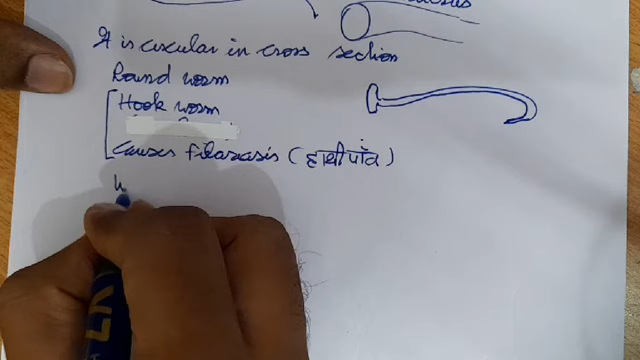 It is circular in cross section
Round worm
Hook worm
Causes filariasis (हाथीपाँव)